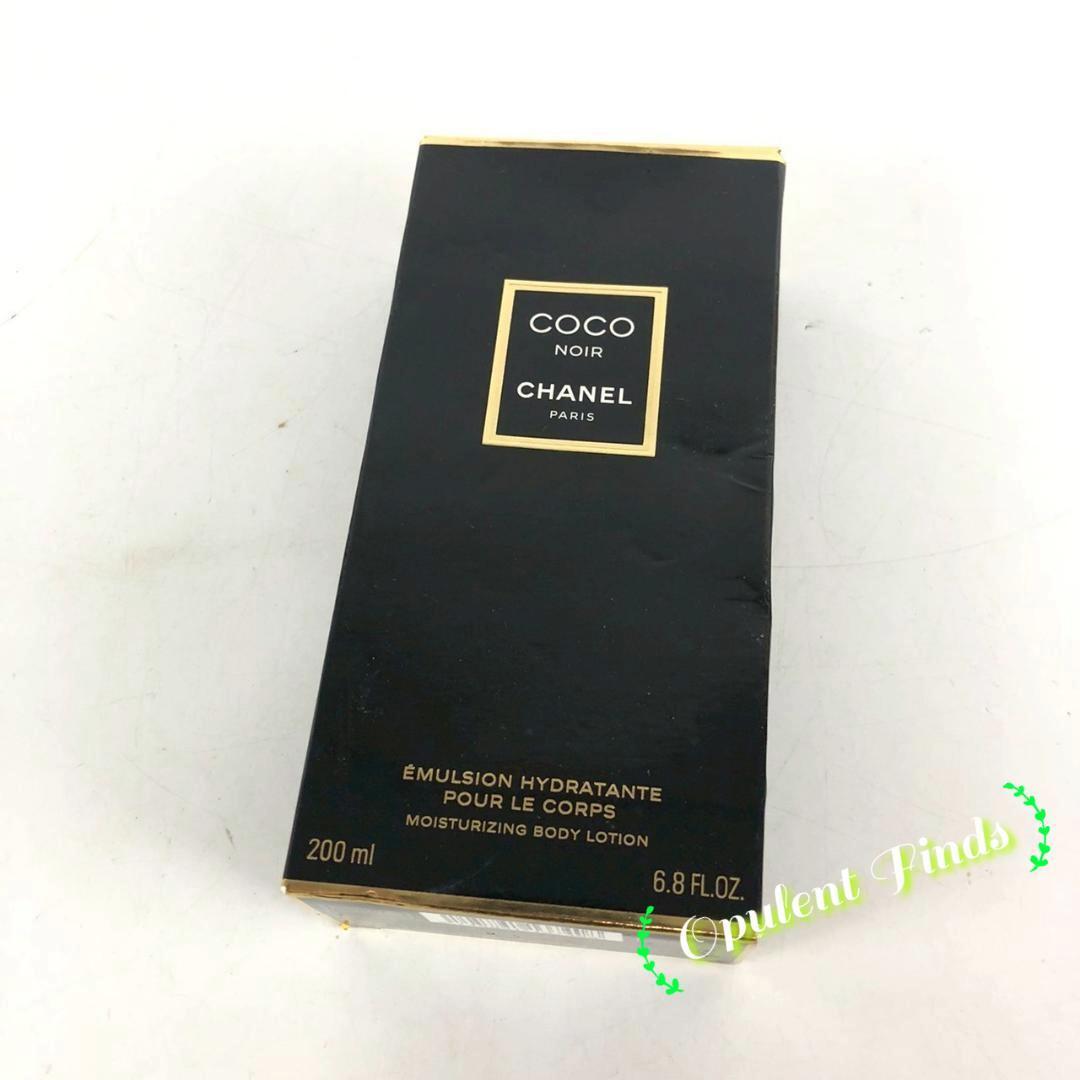 COCO
NOIR
CHANEL
PARIS
ÉMULSION HYDRATANTE
POUR LE CORPS
MOISTURIZING BODY LOTION
200 ml
6.8 FL.OZ.
Opulent Finds